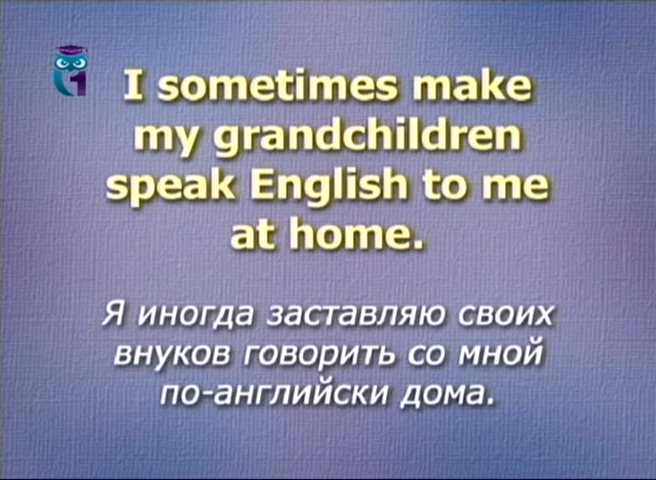 1
I sometimes make
my grandchildren
speak English to me
at home.
Я иногда заставляю своих
внуков говорить со мной
по-английски дома.